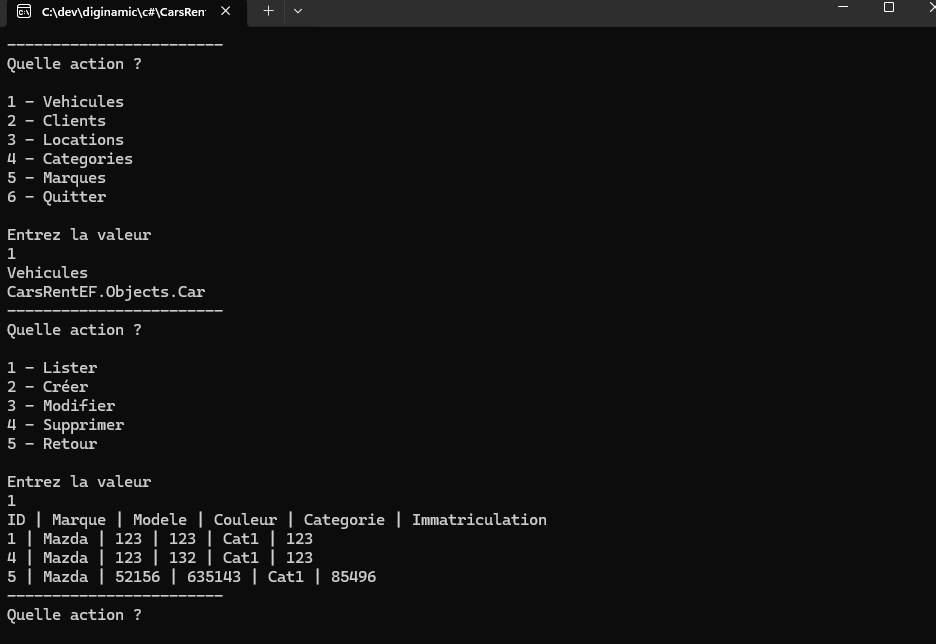 C:\dev\diginamic\c#\CarsRen
------------------------
Quelle action ?
1 - Vehicules
2 - Clients
3 - Locations
4 - Categories
5 - Marques
6 - Quitter
Entrez la valeur
1
Vehicules
CarsRentEF.Objects.Car
------------------------
Quelle action ?
1 - Lister
2 - Créer
3 - Modifier
4 - Supprimer
5 - Retour
Entrez la valeur
1
ID | Marque | Modele | Couleur | Categorie | Immatriculation
1 | Mazda | 123 | 123 | Cat1 | 123
4 | Mazda | 123 | 132 | Cat1 | 123
5 | Mazda | 52156 | 635143 | Cat1 | 85496
------------------------
Quelle action ?